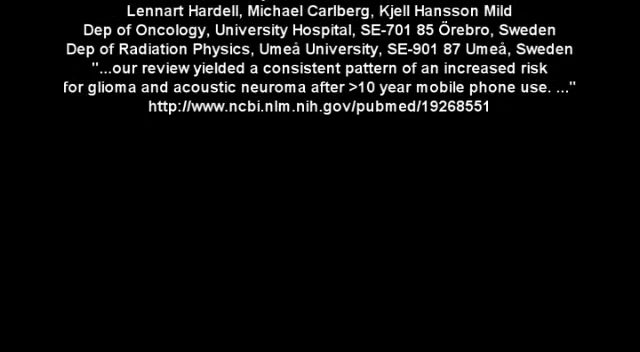 Lennart Hardell, Michael Carlberg, Kjell Hansson Mild
Dep of Oncology, University Hospital, SE-701 85 Örebro, Sweden
Dep of Radiation Physics, Umeå University, SE-901 87 Umeå, Sweden
"...our review yielded a consistent pattern of an increased risk
for glioma and acoustic neuroma after >10 year mobile phone use. ..."
http://www.ncbi.nlm.nih.gov/pubmed/19268551